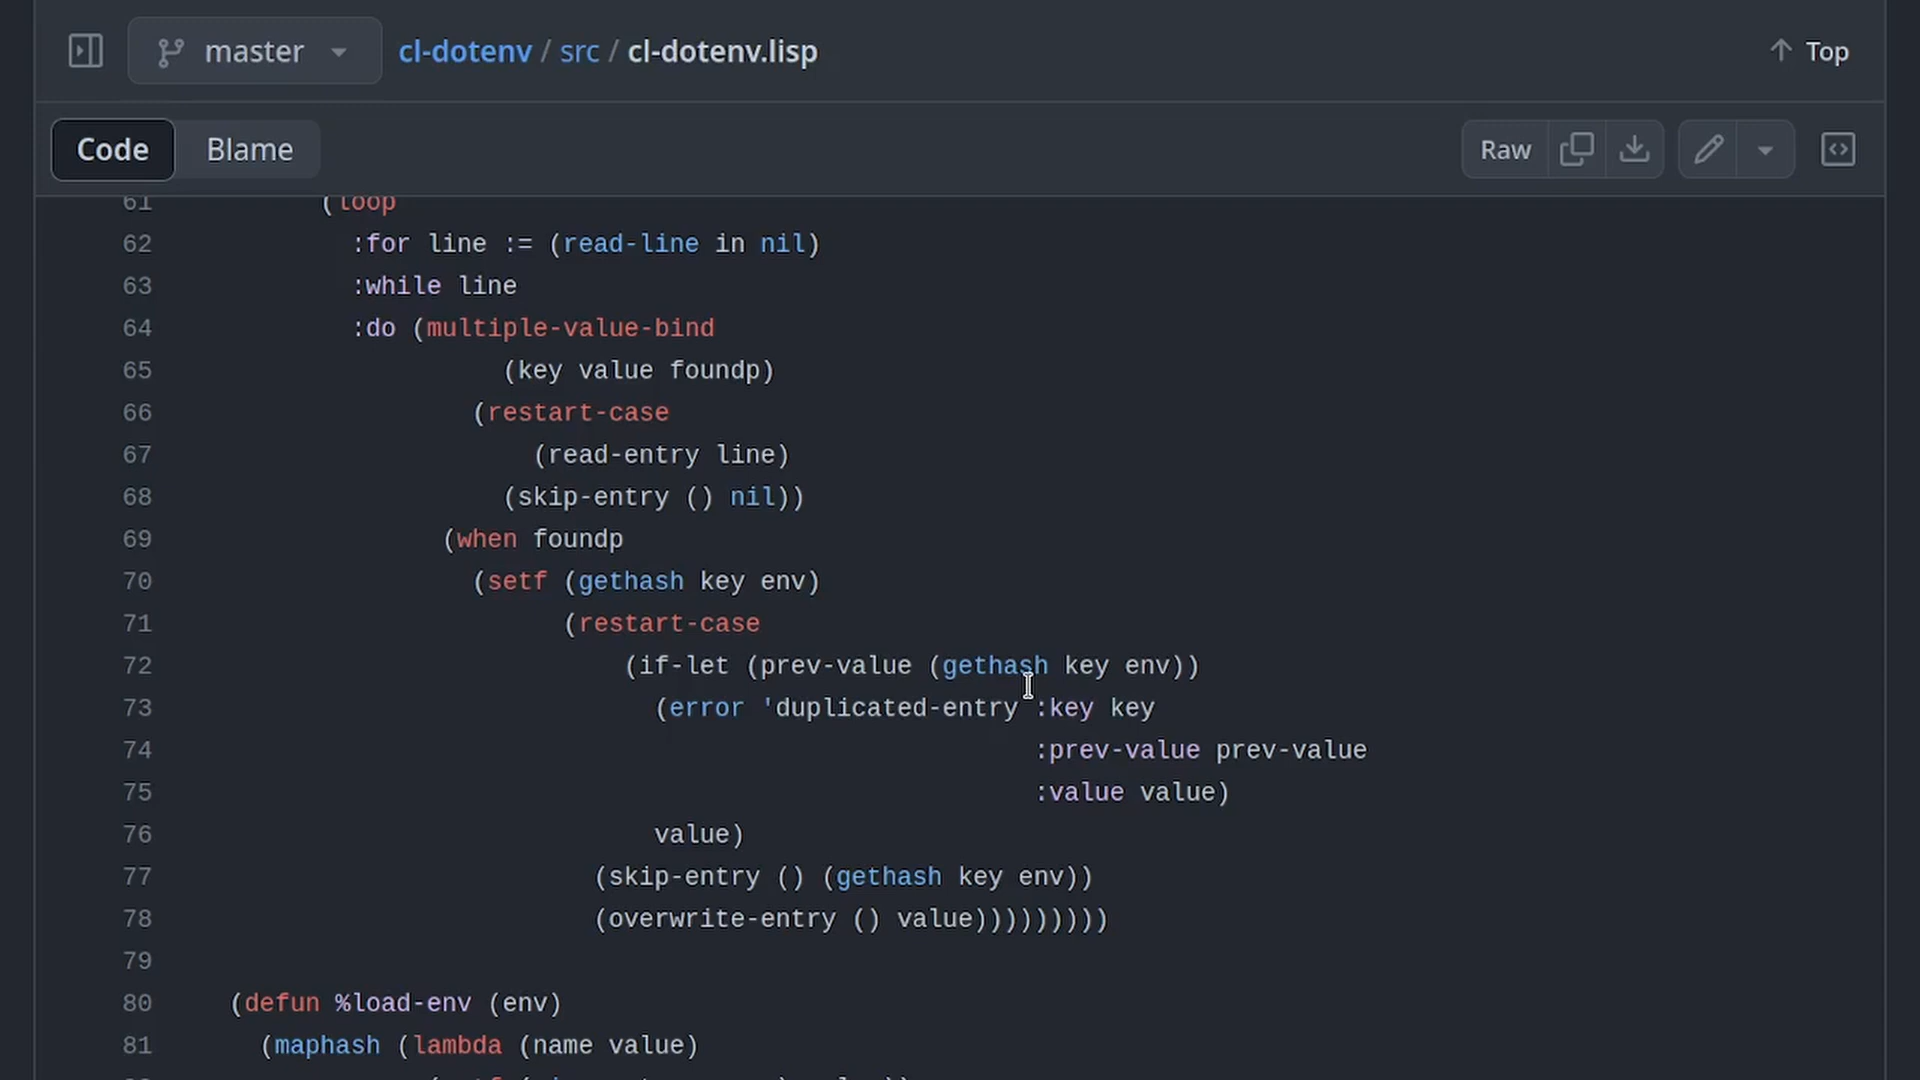 master cl-dotenv / src / cl-dotenv.lisp Top
Code Blame Raw
61 (loop
62 :for line := (read-line in nil)
63 :while line
64 :do (multiple-value-bind
65 (key value foundp)
66 (restart-case
67 (read-entry line)
68 (skip-entry () nil))
69 (when foundp
70 (setf (gethash key env)
71 (restart-case
72 (if-let (prev-value (gethash key env))
73 (error 'duplicated-entry :key key
74 :prev-value prev-value
75 :value value)
76 value)
77 (skip-entry () (gethash key env))
78 (overwrite-entry () value)))))))))
79
80 (defun %load-env (env)
81 (maphash (lambda (name value)